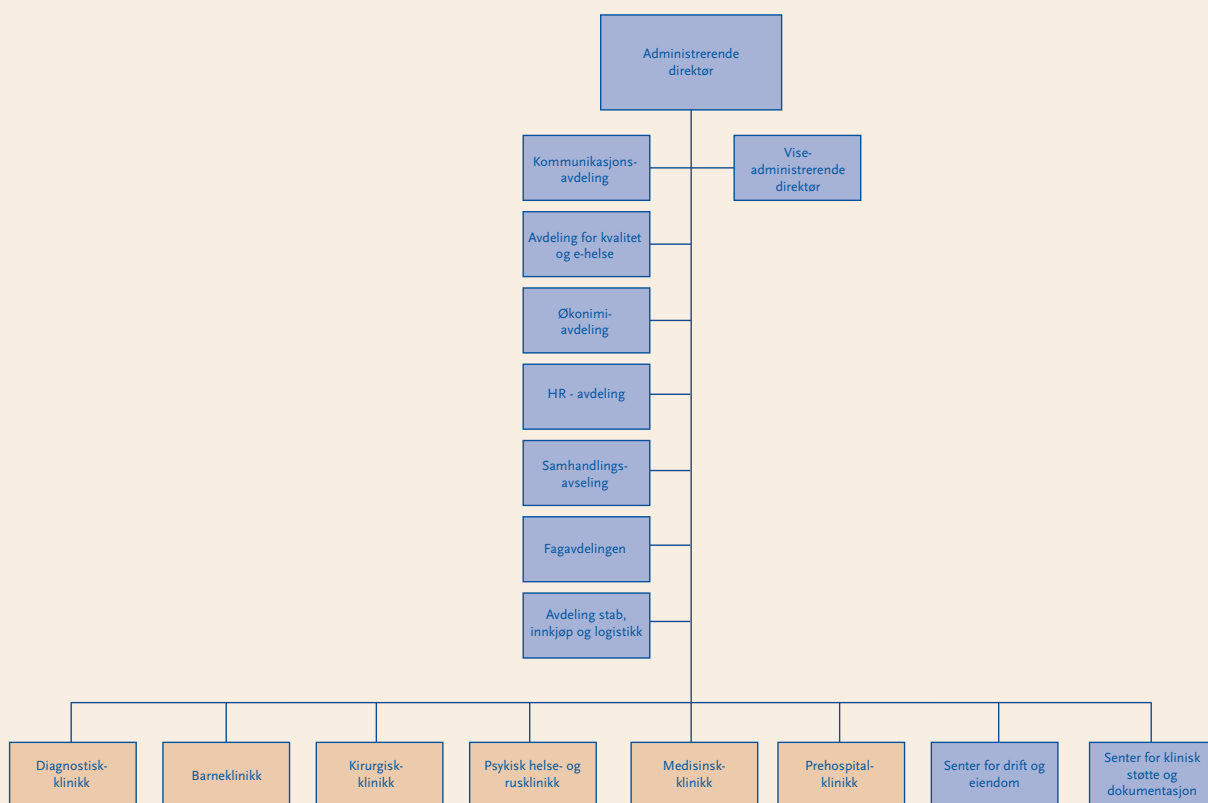 Administrerende
direktør
Kommunikasjons-
avdeling
Vise-
administrerende
direktør
Avdeling for kvalitet
og e-helse
Økonimi-
avdeling
HR - avdeling
Samhandlings-
avseling
Fagavdelingen
Avdeling stab,
innkjøp og logistikk
Diagnostisk-
klinikk
Barneklinikk
Kirurgisk-
klinikk
Psykisk helse- og
rusklinikk
Medisinsk-
klinikk
Prehospital-
klinikk
Senter for drift og
eiendom
Senter for klinisk
støtte og
dokumentasjon